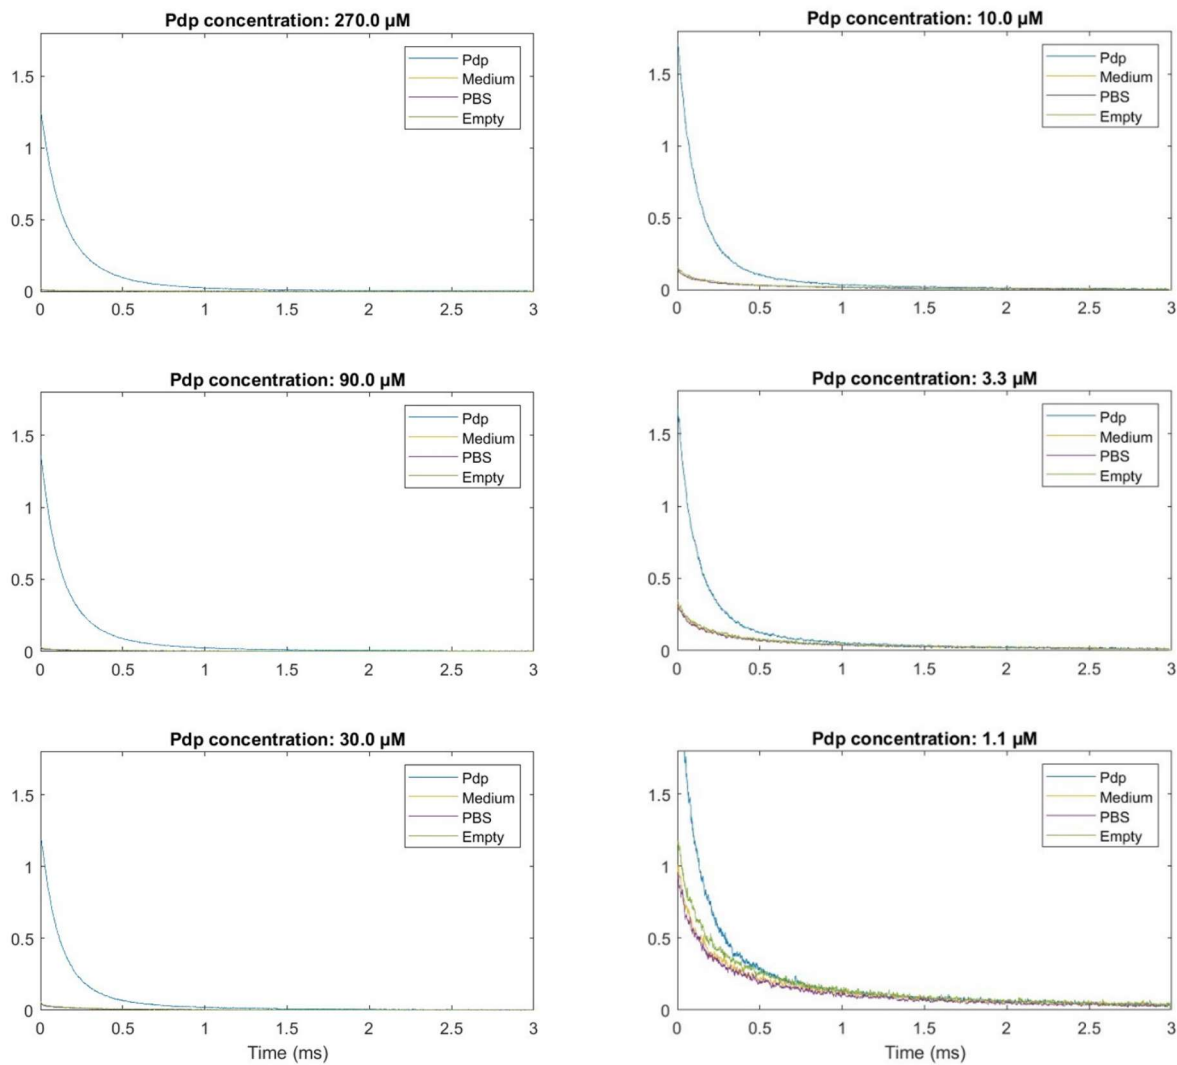 Pdp concentration: 270.0 µM
1.5
1
0.5
0
0 0.5 1 1.5 2 2.5 3
Pdp
Medium
PBS
Empty
Pdp concentration: 10.0 µM
1.5
1
0.5
0
0 0.5 1 1.5 2 2.5 3
Pdp
Medium
PBS
Empty
Pdp concentration: 90.0 µM
1.5
1
0.5
0
0 0.5 1 1.5 2 2.5 3
Pdp
Medium
PBS
Empty
Pdp concentration: 3.3 µM
1.5
1
0.5
0
0 0.5 1 1.5 2 2.5 3
Pdp
Medium
PBS
Empty
Pdp concentration: 30.0 µM
1.5
1
0.5
0
0 0.5 1 1.5 2 2.5 3
Time (ms)
Pdp
Medium
PBS
Empty
Pdp concentration: 1.1 µM
1.5
1
0.5
0
0 0.5 1 1.5 2 2.5 3
Time (ms)
Pdp
Medium
PBS
Empty